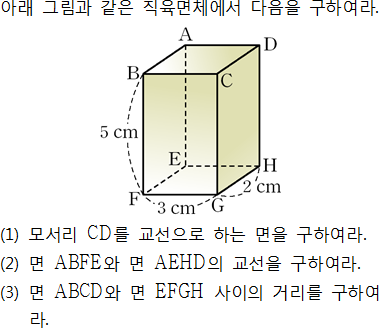 아래 그림과 같은 직육면체에서 다음을 구하여라.
A
D
B
C
5 cm
E
H
F
G
3 cm
2 cm
(1) 모서리 CD를 교선으로 하는 면을 구하여라.
(2) 면 ABFE와 면 AEHD의 교선을 구하여라.
(3) 면 ABCD와 면 EFGH 사이의 거리를 구하여
라.